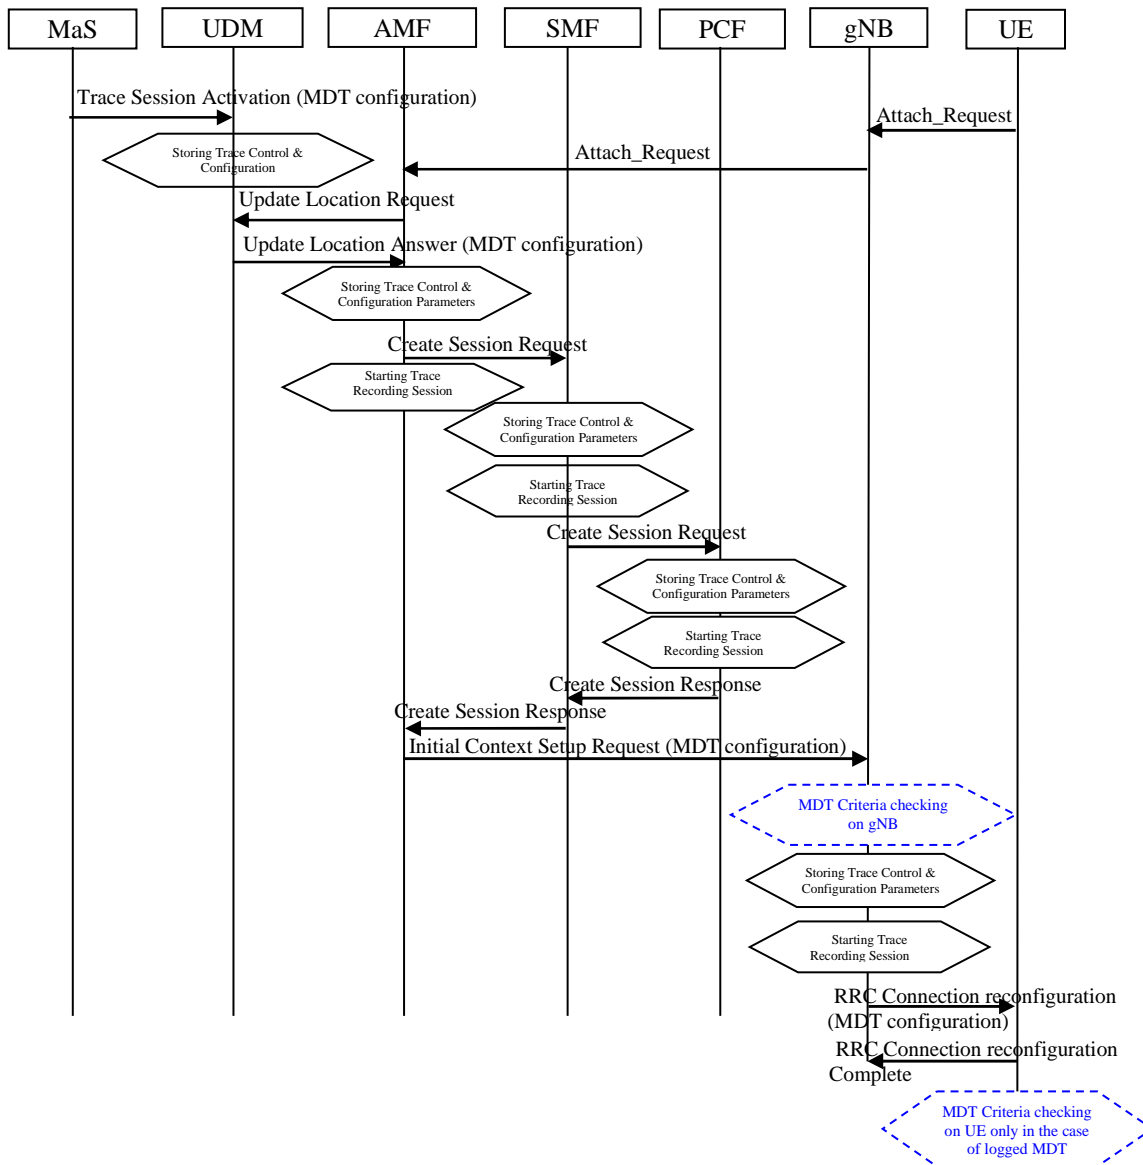 MaS UDM AMF SMF PCF gNB UE
Trace Session Activation (MDT configuration)
Attach_Request
Storing Trace Control &
Configuration
Attach_Request
Update Location Request
Update Location Answer (MDT configuration)
Storing Trace Control &
Configuration Parameters
Create Session Request
Starting Trace
Recording Session
Storing Trace Control &
Configuration Parameters
Starting Trace
Recording Session
Create Session Request
Storing Trace Control &
Configuration Parameters
Starting Trace
Recording Session
Create Session Response
Create Session Response
Initial Context Setup Request (MDT configuration)
MDT Criteria checking
on gNB
Storing Trace Control &
Configuration Parameters
Starting Trace
Recording Session
RRC Connection reconfiguration
(MDT configuration)
RRC Connection reconfiguration
Complete
MDT Criteria checking
on UE only in the case
of logged MDT